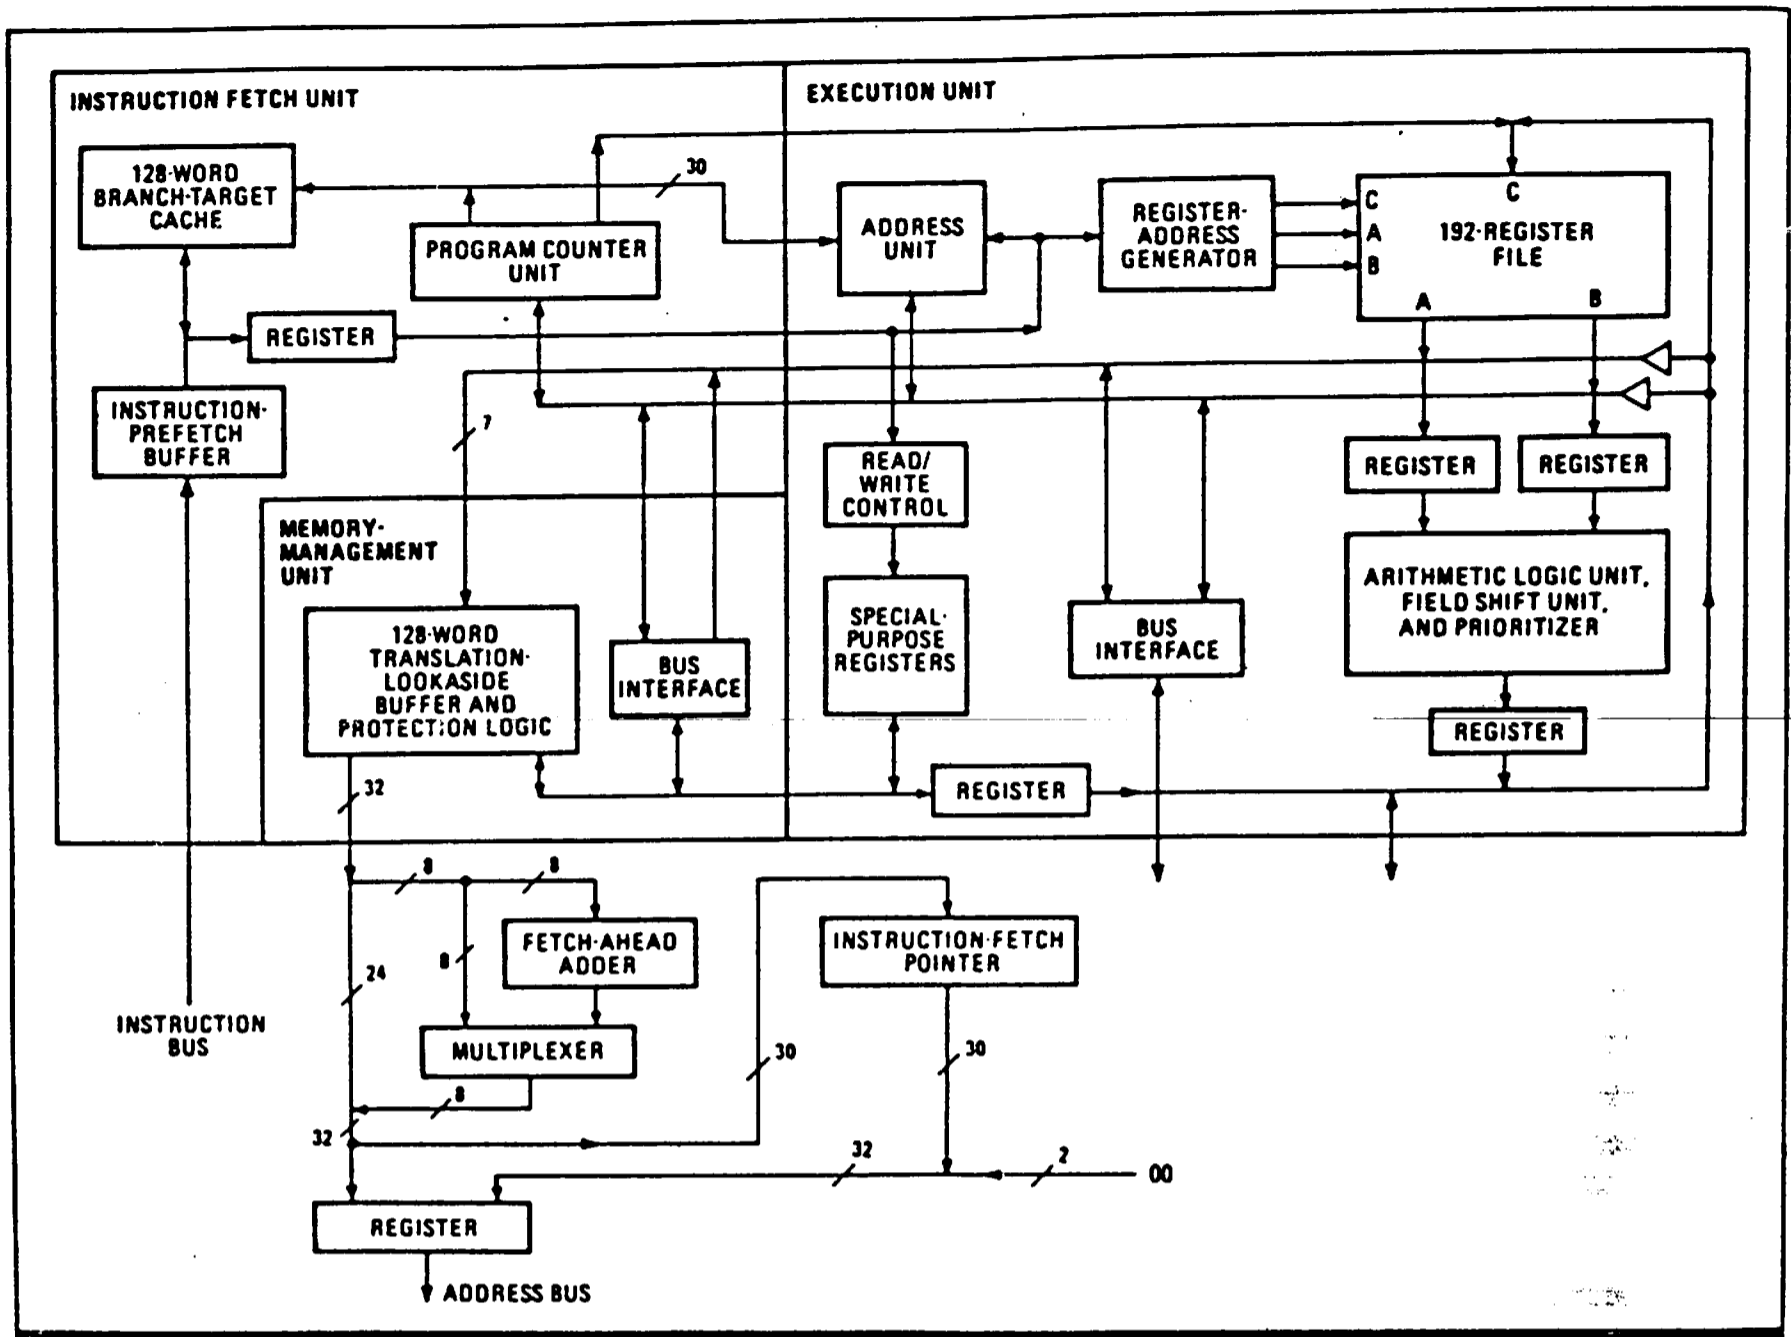 INSTRUCTION FETCH UNIT
EXECUTION UNIT
128-WORD
BRANCH-TARGET
CACHE
30
PROGRAM COUNTER
UNIT
ADDRESS
UNIT
REGISTER-
ADDRESS
GENERATOR
C
A
B
C
192-REGISTER
FILE
A
B
REGISTER
INSTRUCTION-
PREFETCH
BUFFER
7
READ/
WRITE
CONTROL
REGISTER
REGISTER
MEMORY-
MANAGEMENT
UNIT
128-WORD
TRANSLATION-
LOOKASIDE
BUFFER AND
PROTECTION LOGIC
BUS
INTERFACE
SPECIAL-
PURPOSE
REGISTERS
BUS
INTERFACE
ARITHMETIC LOGIC UNIT,
FIELD SHIFT UNIT,
AND PRIORITIZER
REGISTER
REGISTER
32
8
8
FETCH-AHEAD
ADDER
8
24
INSTRUCTION-FETCH
POINTER
INSTRUCTION
BUS
MULTIPLEXER
30
30
8
32
32
2
00
REGISTER
ADDRESS BUS